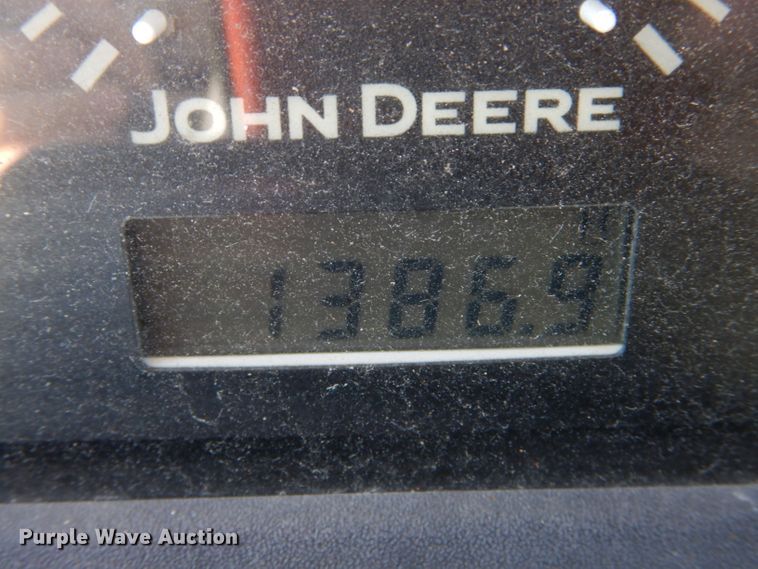 JOHN DEERE
1386.9
Purple Wave Auction